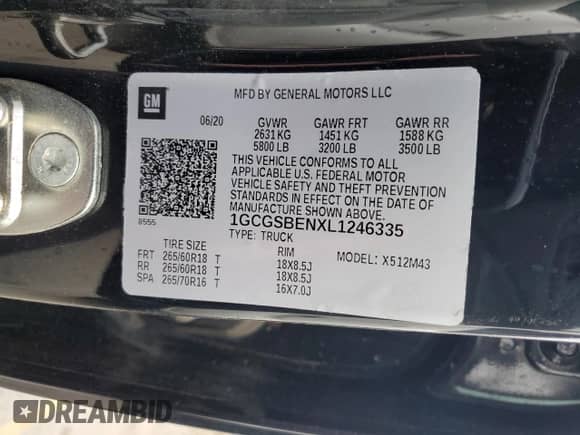 GM
MFD BY GENERAL MOTORS LLC
06/20 GVWR GAWR FRT GAWR RR
2631 KG 1451 KG 1588 KG
5800 LB 3200 LB 3500 LB
THIS VEHICLE CONFORMS TO ALL
APPLICABLE U.S. FEDERAL MOTOR
VEHICLE SAFETY AND THEFT PREVENTION
STANDARDS IN EFFECT ON THE DATE OF
MANUFACTURE SHOWN ABOVE.
8555
1GCGSBENXL1246335
TYPE: TRUCK
TIRE SIZE RIM MODEL: X512M43
FRT 265/60R18 T 18X8.5J
RR 265/60R18 T 18X8.5J
SPA 265/70R16 T 16X7.0J
DREAMBID